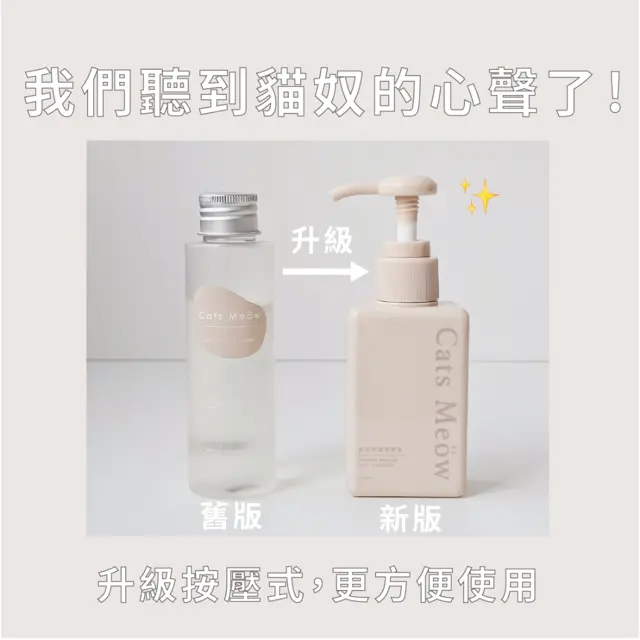 我們聽到貓奴的心聲了!
升級
Cats Meow
Cats Meöw
舊版
新版
升級按壓式,更方便使用